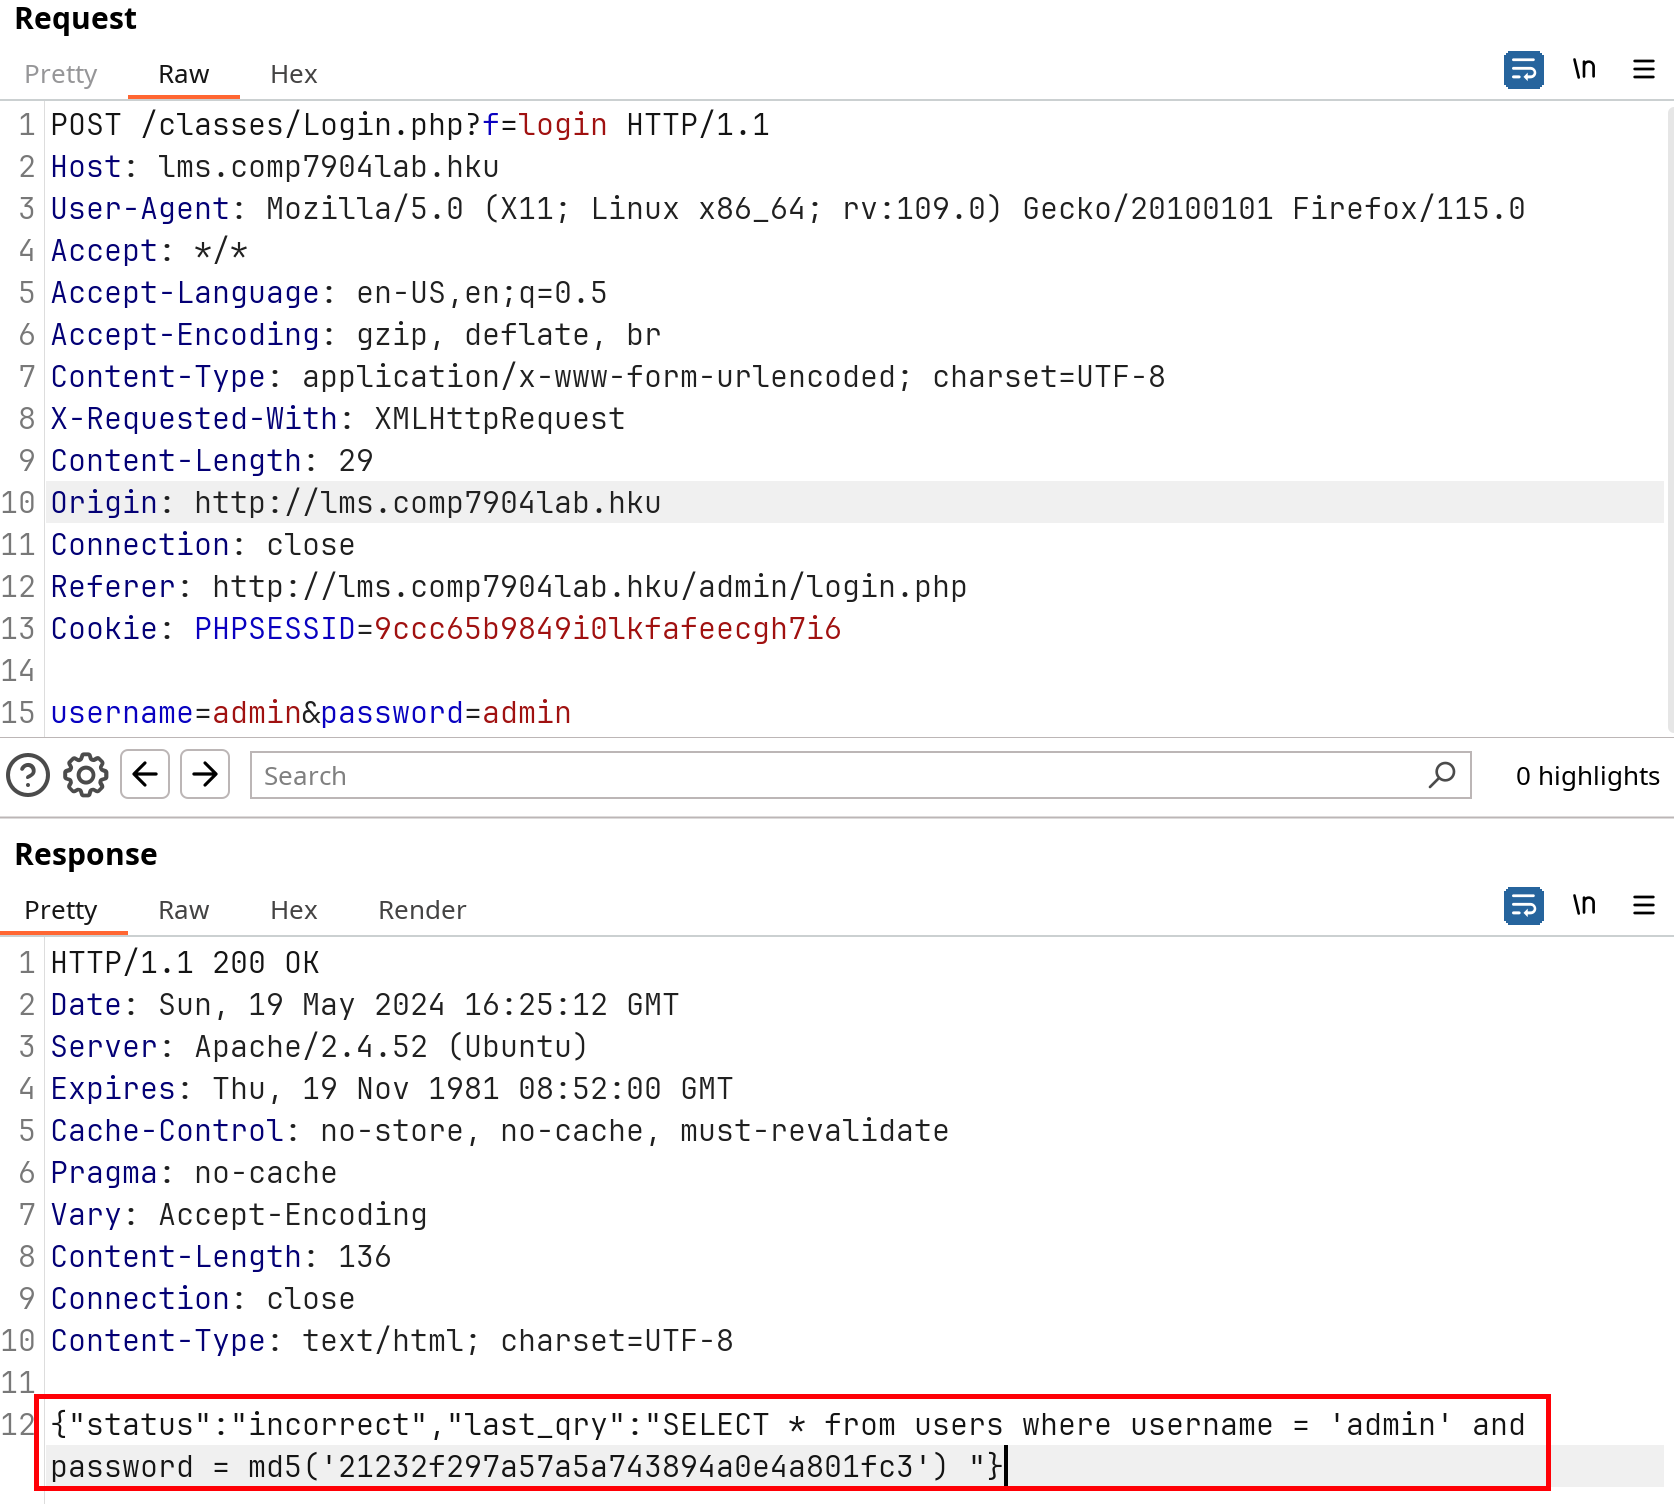 Request
Pretty Raw Hex \n
1 POST /classes/Login.php?f=login HTTP/1.1
2 Host: lms.comp7904lab.hku
3 User-Agent: Mozilla/5.0 (X11; Linux x86_64; rv:109.0) Gecko/20100101 Firefox/115.0
4 Accept: */*
5 Accept-Language: en-US,en;q=0.5
6 Accept-Encoding: gzip, deflate, br
7 Content-Type: application/x-www-form-urlencoded; charset=UTF-8
8 X-Requested-With: XMLHttpRequest
9 Content-Length: 29
10 Origin: http://lms.comp7904lab.hku
11 Connection: close
12 Referer: http://lms.comp7904lab.hku/admin/login.php
13 Cookie: PHPSESSID=9ccc65b9849i0lkfafeecgh7i6
14
15 username=admin&password=admin
Search 0 highlights
Response
Pretty Raw Hex Render \n
1 HTTP/1.1 200 OK
2 Date: Sun, 19 May 2024 16:25:12 GMT
3 Server: Apache/2.4.52 (Ubuntu)
4 Expires: Thu, 19 Nov 1981 08:52:00 GMT
5 Cache-Control: no-store, no-cache, must-revalidate
6 Pragma: no-cache
7 Vary: Accept-Encoding
8 Content-Length: 136
9 Connection: close
10 Content-Type: text/html; charset=UTF-8
11
12 {"status":"incorrect","last_qry":"SELECT * from users where username = 'admin' and
password = md5('21232f297a57a5a743894a0e4a801fc3') "}